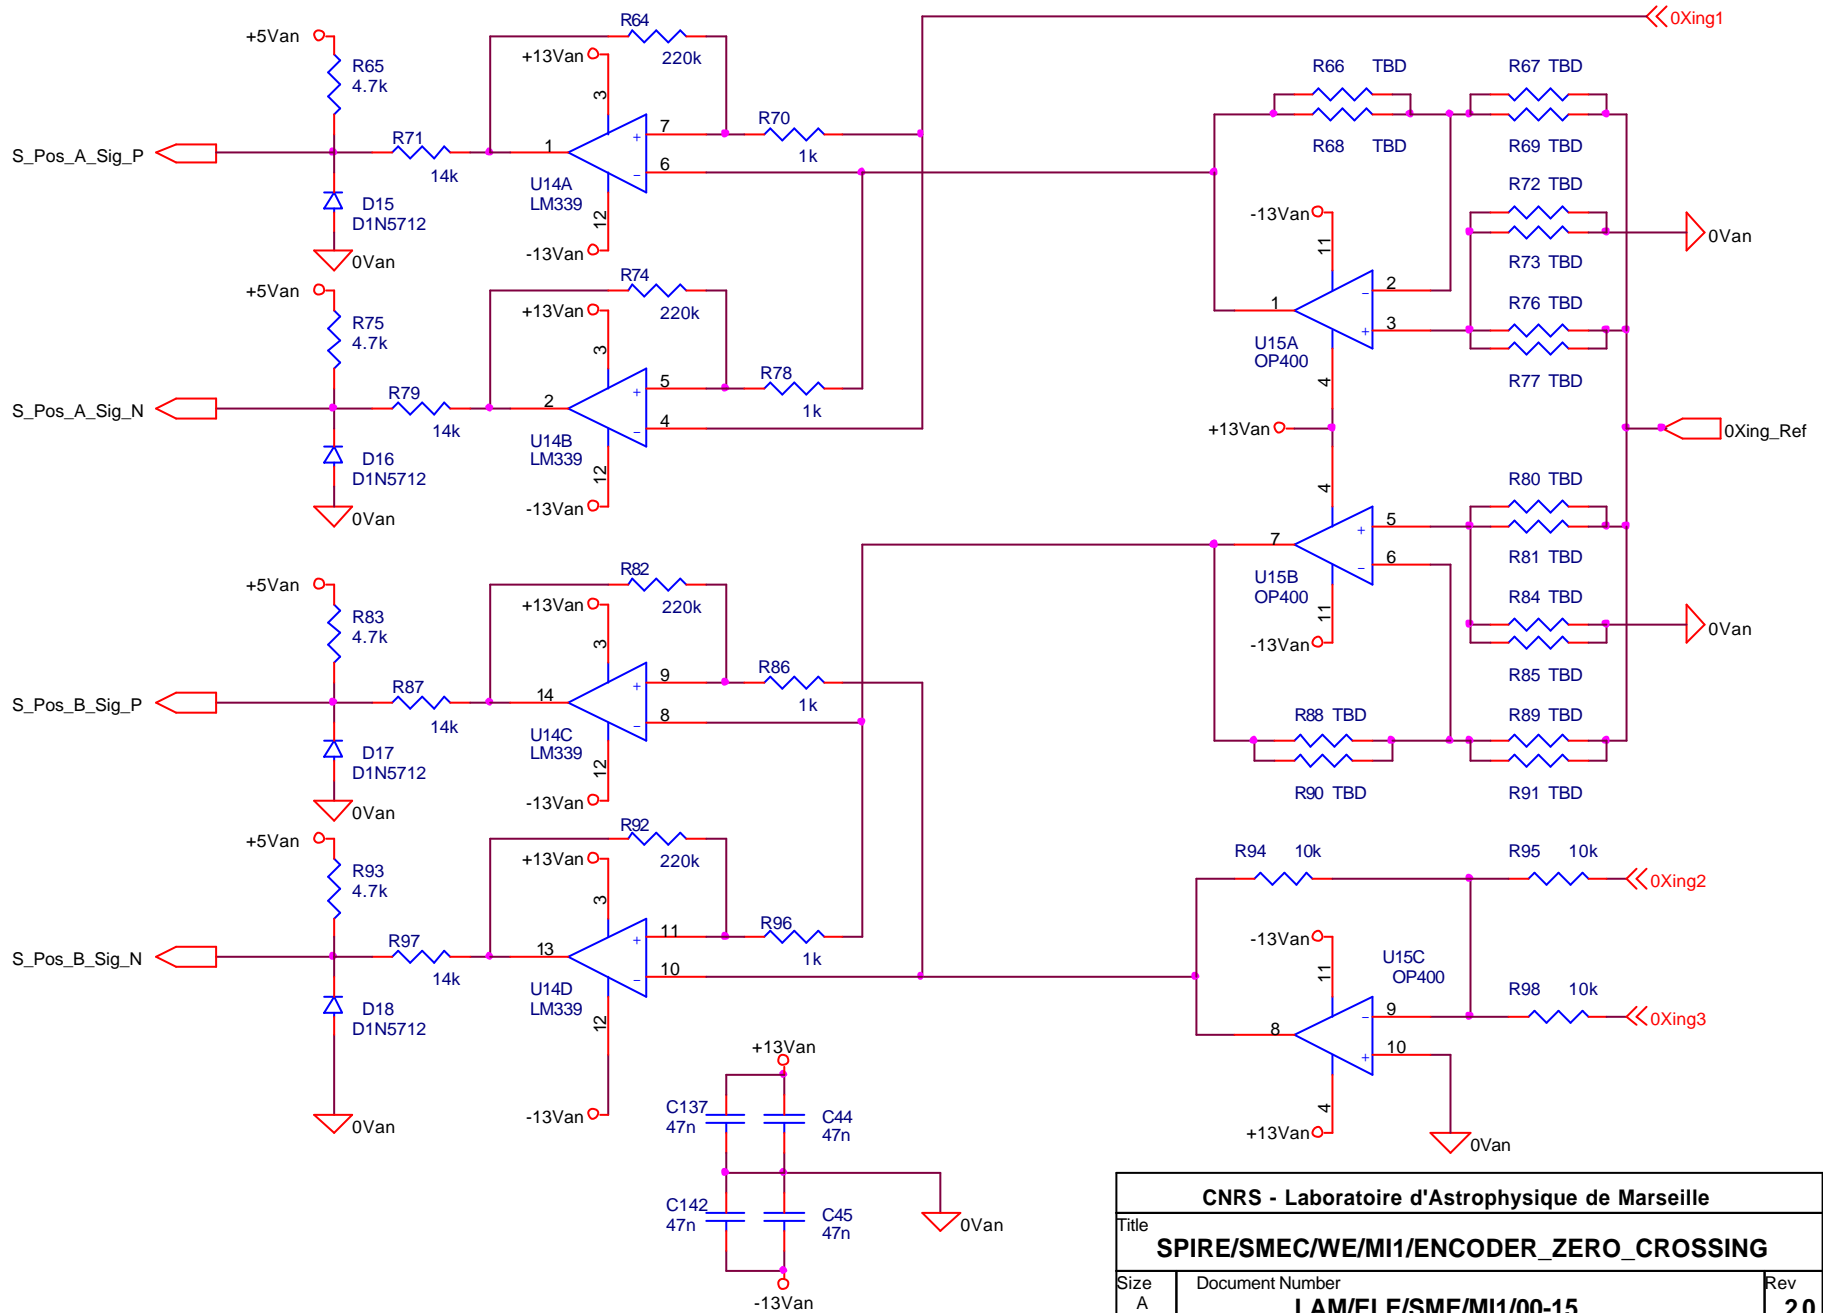 0Xing1
+5Van
R65
4.7k
R64
220k
+13Van
3
7
R70
1k
6
1
U14A
LM339
12
-13Van
R71
14k
S_Pos_A_Sig_P
D15
D1N5712
0Van
R66 TBD
R68 TBD
R67 TBD
R69 TBD
R72 TBD
R73 TBD
0Van
R76 TBD
R77 TBD
-13Van
11
2
3
1
U15A
OP400
4
+13Van
0Xing_Ref
+5Van
R75
4.7k
R74
220k
+13Van
3
5
R78
1k
4
2
U14B
LM339
12
-13Van
R79
14k
S_Pos_A_Sig_N
D16
D1N5712
0Van
4
5
6
7
U15B
OP400
11
-13Van
R80 TBD
R81 TBD
R84 TBD
R85 TBD
0Van
R88 TBD
R90 TBD
R89 TBD
R91 TBD
+5Van
R83
4.7k
R82
220k
+13Van
3
9
R86
1k
8
14
U14C
LM339
12
-13Van
R87
14k
S_Pos_B_Sig_P
D17
D1N5712
0Van
+5Van
R93
4.7k
R92
220k
+13Van
3
11
R96
1k
10
13
U14D
LM339
12
-13Van
R97
14k
S_Pos_B_Sig_N
D18
D1N5712
0Van
R94 10k
R95 10k
0Xing2
-13Van
11
U15C
OP400
9
R98 10k
0Xing3
8
10
4
+13Van
0Van
+13Van
C137
47n
C44
47n
C142
47n
C45
47n
0Van
-13Van
CNRS - Laboratoire d'Astrophysique de Marseille
Title
SPIRE/SMEC/WE/MI1/ENCODER_ZERO_CROSSING
Size
A
Document Number
LAM/ELE/SME/MI1/00-15
Rev
2.0